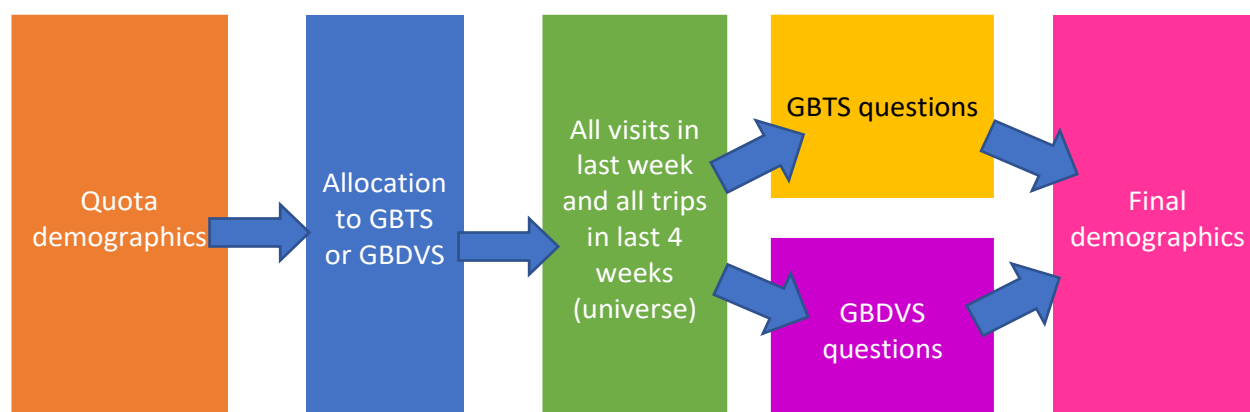 Quota
demographics
Allocation
to GBTS
or GBDVS
All visits in
last week
and all trips
in last 4
weeks
(universe)
GBTS questions
GBDVS
questions
Final
demographics